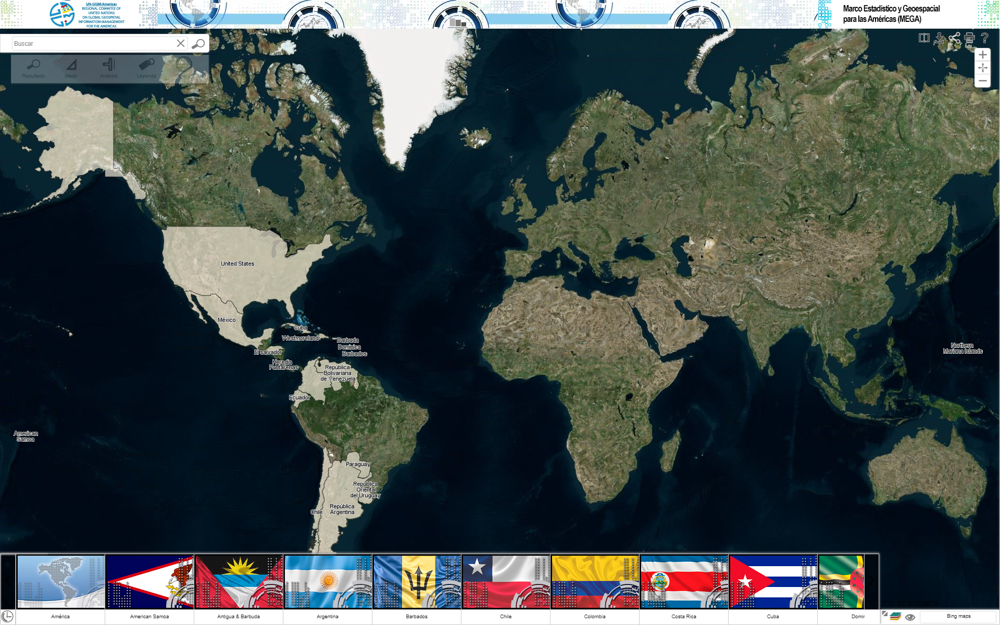 UN-GGIM:Americas
REGIONAL COMMITEE OF
UNITED NATIONS
ON GLOBAL GEOSPATIAL
INFORMATION MANAGEMENT
FOR THE AMERICAS
Marco Estadístico y Geoespacial
para las Américas (MEGA)
Buscar
Resultado
Medir
Análisis
Leyenda
United States
México
Cuba
Westmoreland
Barbuda
Dominica
Barbados
El salvador
Heredia
Puntarenas
República
Bolivariana
de Venezuela
Ecuador
Northern
Mariana Islands
American
Samoa
Paraguay
República
Oriental
del Uruguay
República
Argentina
Chile
América
American Samoa
Antigua & Barbuda
Argentina
Barbados
Chile
Colombia
Costa Rica
Cuba
Domir
Bing maps